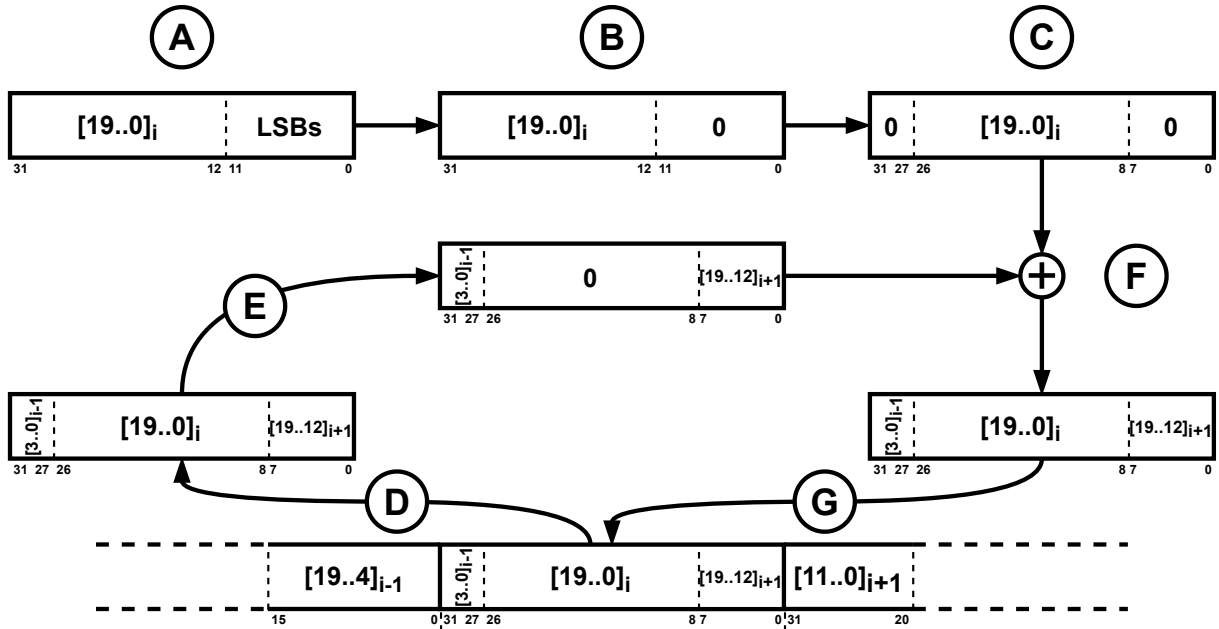 A B C
[19..0]i LSBs [19..0]i 0 0 [19..0]i 0
31 12 11 0 31 12 11 0 31 27 26 8 7 0
[3..0]i-1 0 [19..12]i+1 + F
E
31 27 26 8 7 0
[3..0]i-1 [19..0]i [19..12]i+1 [3..0]i-1 [19..0]i [19..12]i+1
31 27 26 8 7 0 31 27 26 8 7 0
D G
[19..4]i-1 [3..0]i-1 [19..0]i [19..12]i+1 [11..0]i+1
15 0 31 27 26 8 7 0 31 20